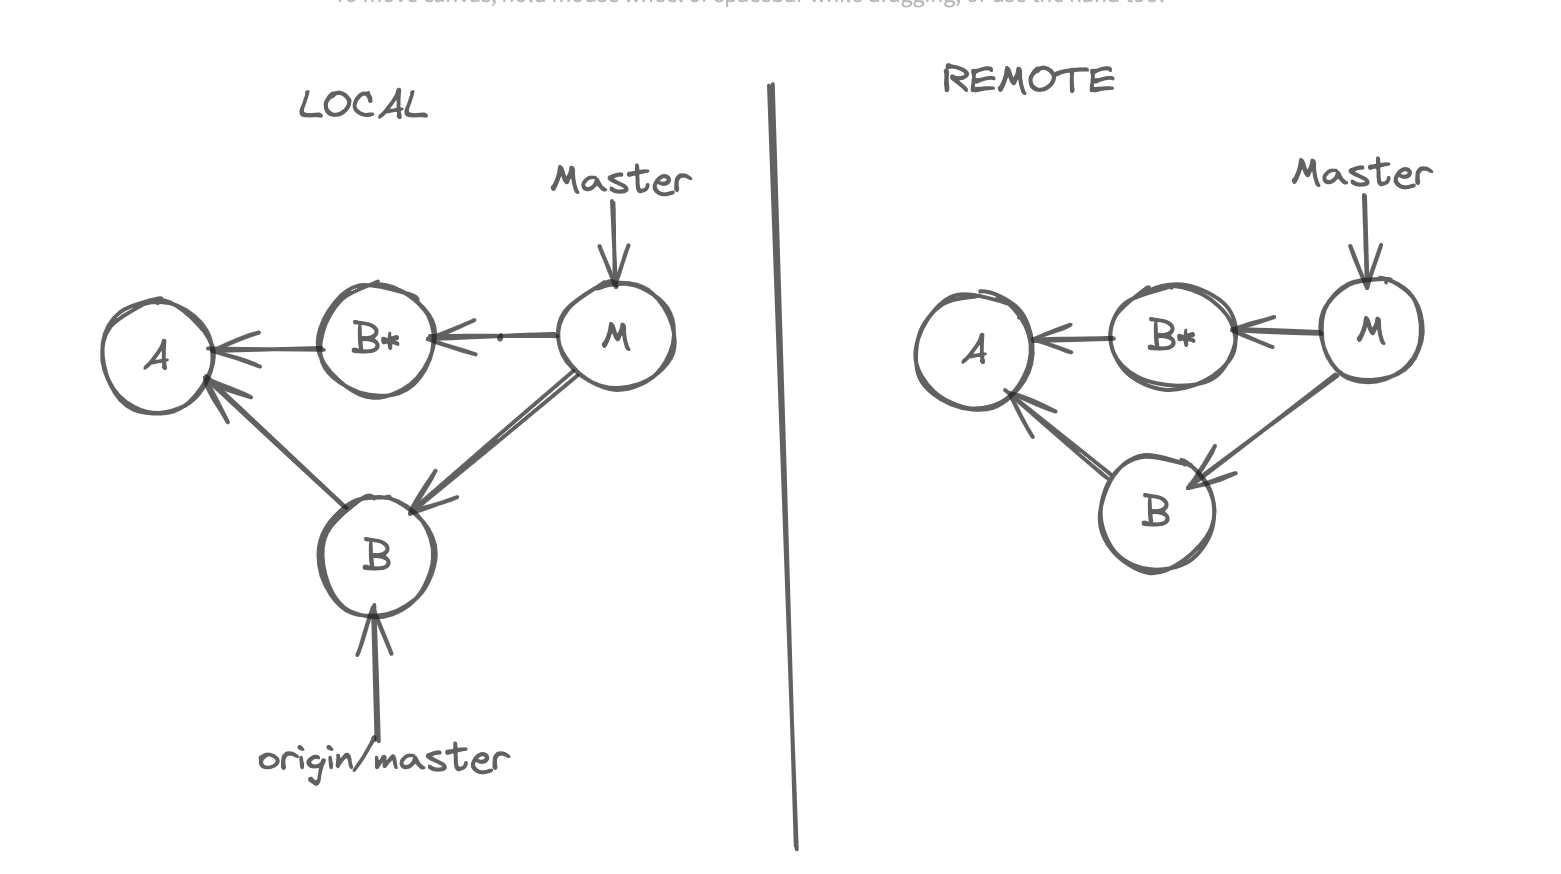 To move canvas, hold mouse wheel or spacebar while dragging, or use the hand tool
LOCAL
Master
A
B*
M
B
origin/master
REMOTE
Master
A
B*
M
B